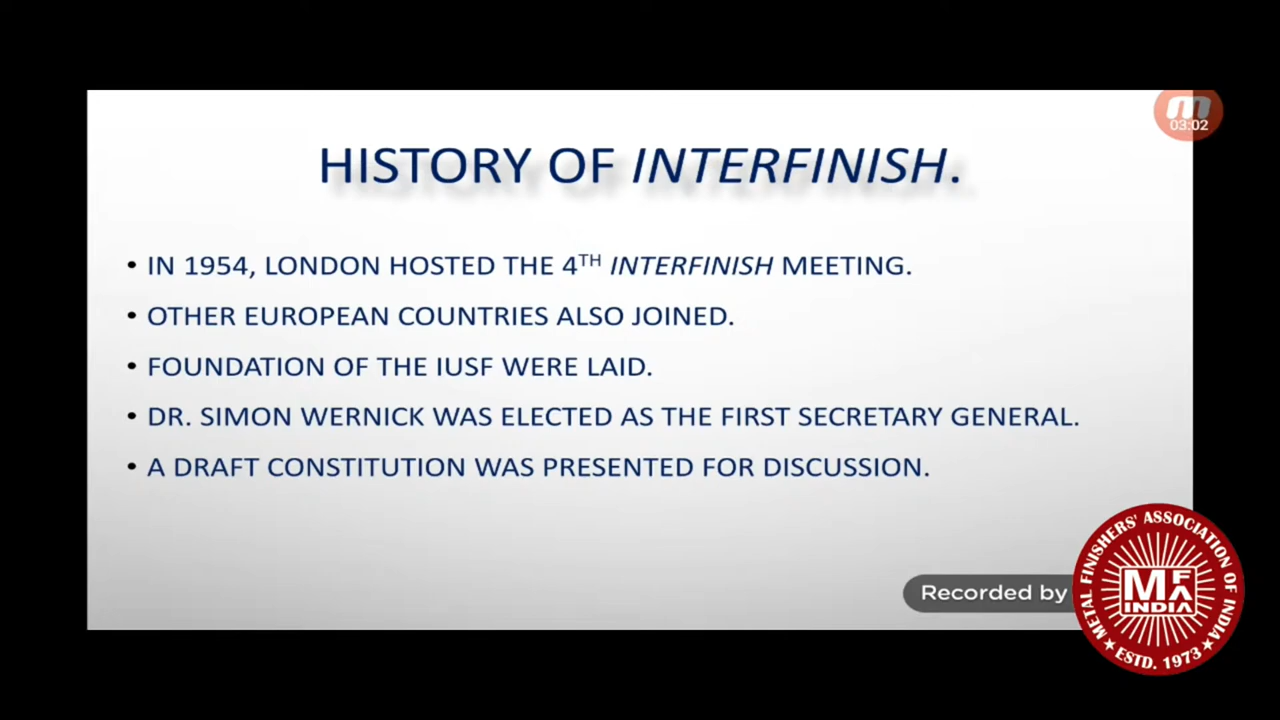 03:02
HISTORY OF INTERFINISH.
• IN 1954, LONDON HOSTED THE 4TH INTERFINISH MEETING.
• OTHER EUROPEAN COUNTRIES ALSO JOINED.
• FOUNDATION OF THE IUSF WERE LAID.
• DR. SIMON WERNICK WAS ELECTED AS THE FIRST SECRETARY GENERAL.
• A DRAFT CONSTITUTION WAS PRESENTED FOR DISCUSSION.
Recorded by
METAL FINISHERS' ASSOCIATION OF INDIA
MFA
INDIA
ESTD. 1973